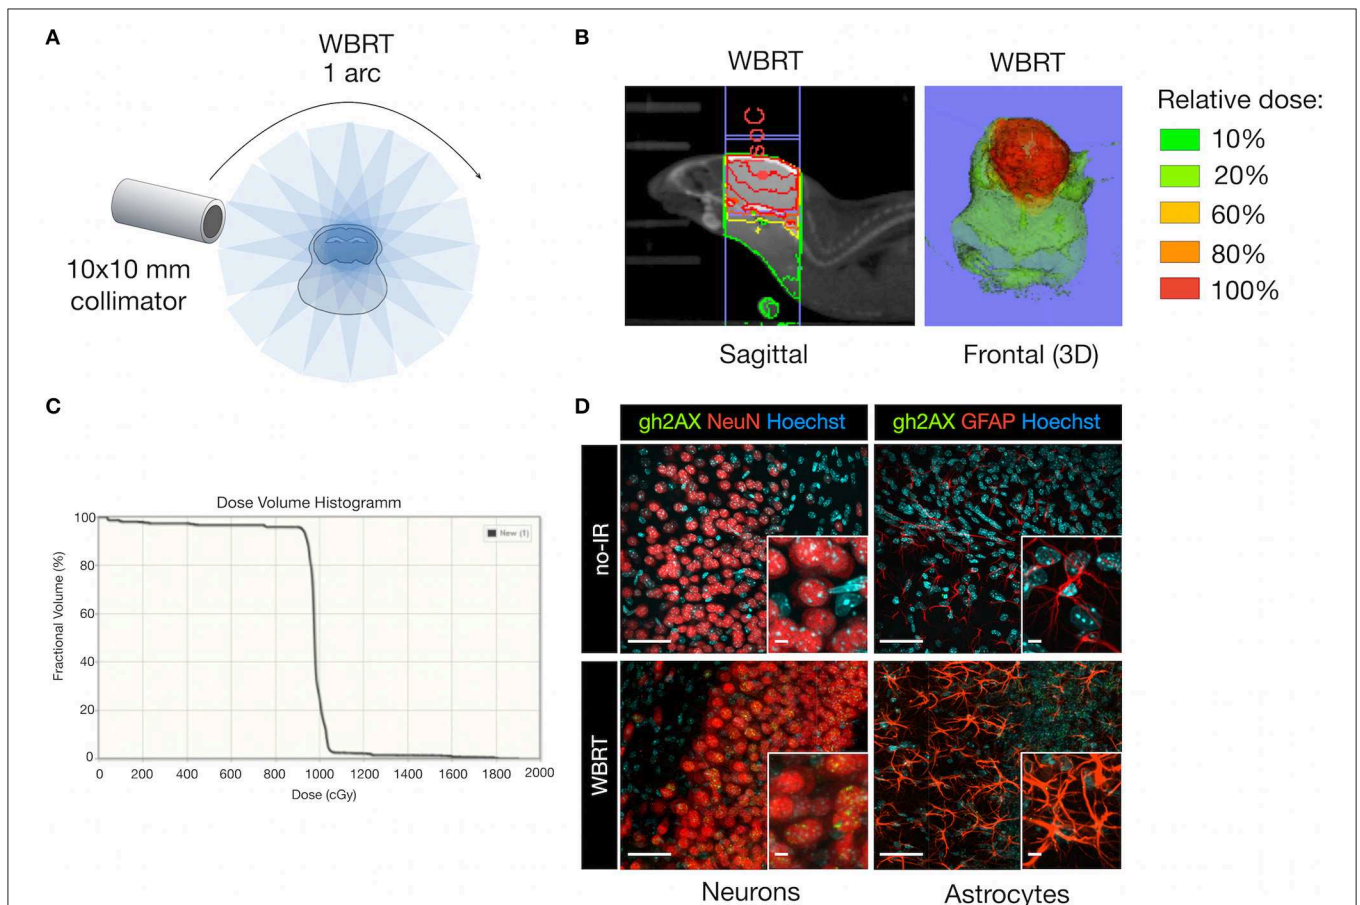 A
WBRT
1 arc
10x10 mm
collimator
B
WBRT
WBRT
Relative dose:
10%
20%
60%
80%
100%
soC
Sagittal
Frontal (3D)
C
Dose Volume Histogramm
New (1)
Fractional Volume (%)
100
80
60
40
20
0
0 200 400 600 800 1000 1200 1400 1600 1800 2000
Dose (cGy)
D
gh2AX NeuN Hoechst
gh2AX GFAP Hoechst
no-IR
WBRT
Neurons
Astrocytes